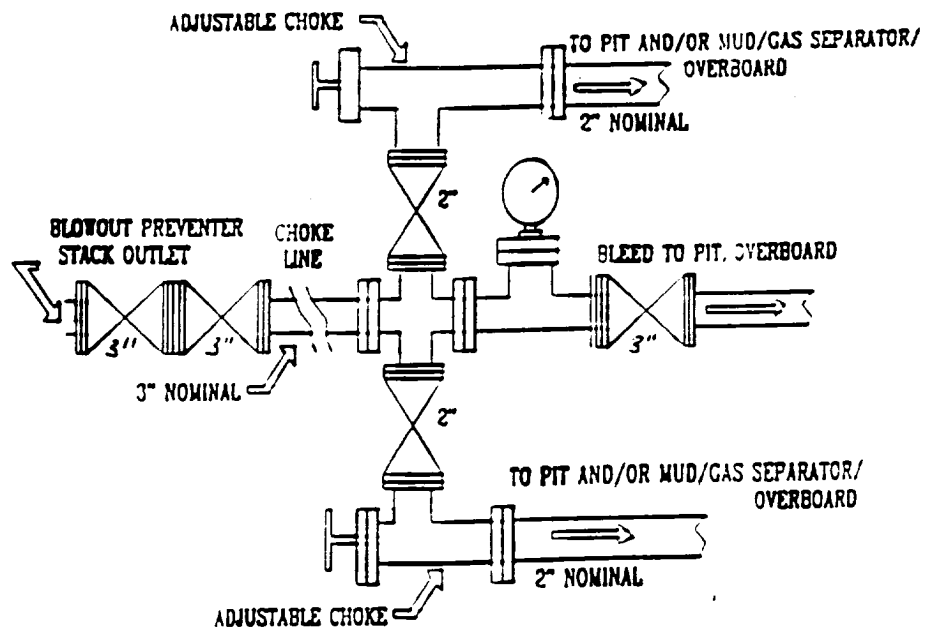 ADJUSTABLE CHOKE
TO PIT AND/OR MUD/GAS SEPARATOR/
OVERBOARD
2" NOMINAL
2"
BLOWOUT PREVENTER
STACK OUTLET
CHOKE
LINE
BLEED TO PIT, OVERBOARD
3"
3"
3"
3" NOMINAL
2"
TO PIT AND/OR MUD/GAS SEPARATOR/
OVERBOARD
2" NOMINAL
ADJUSTABLE CHOKE